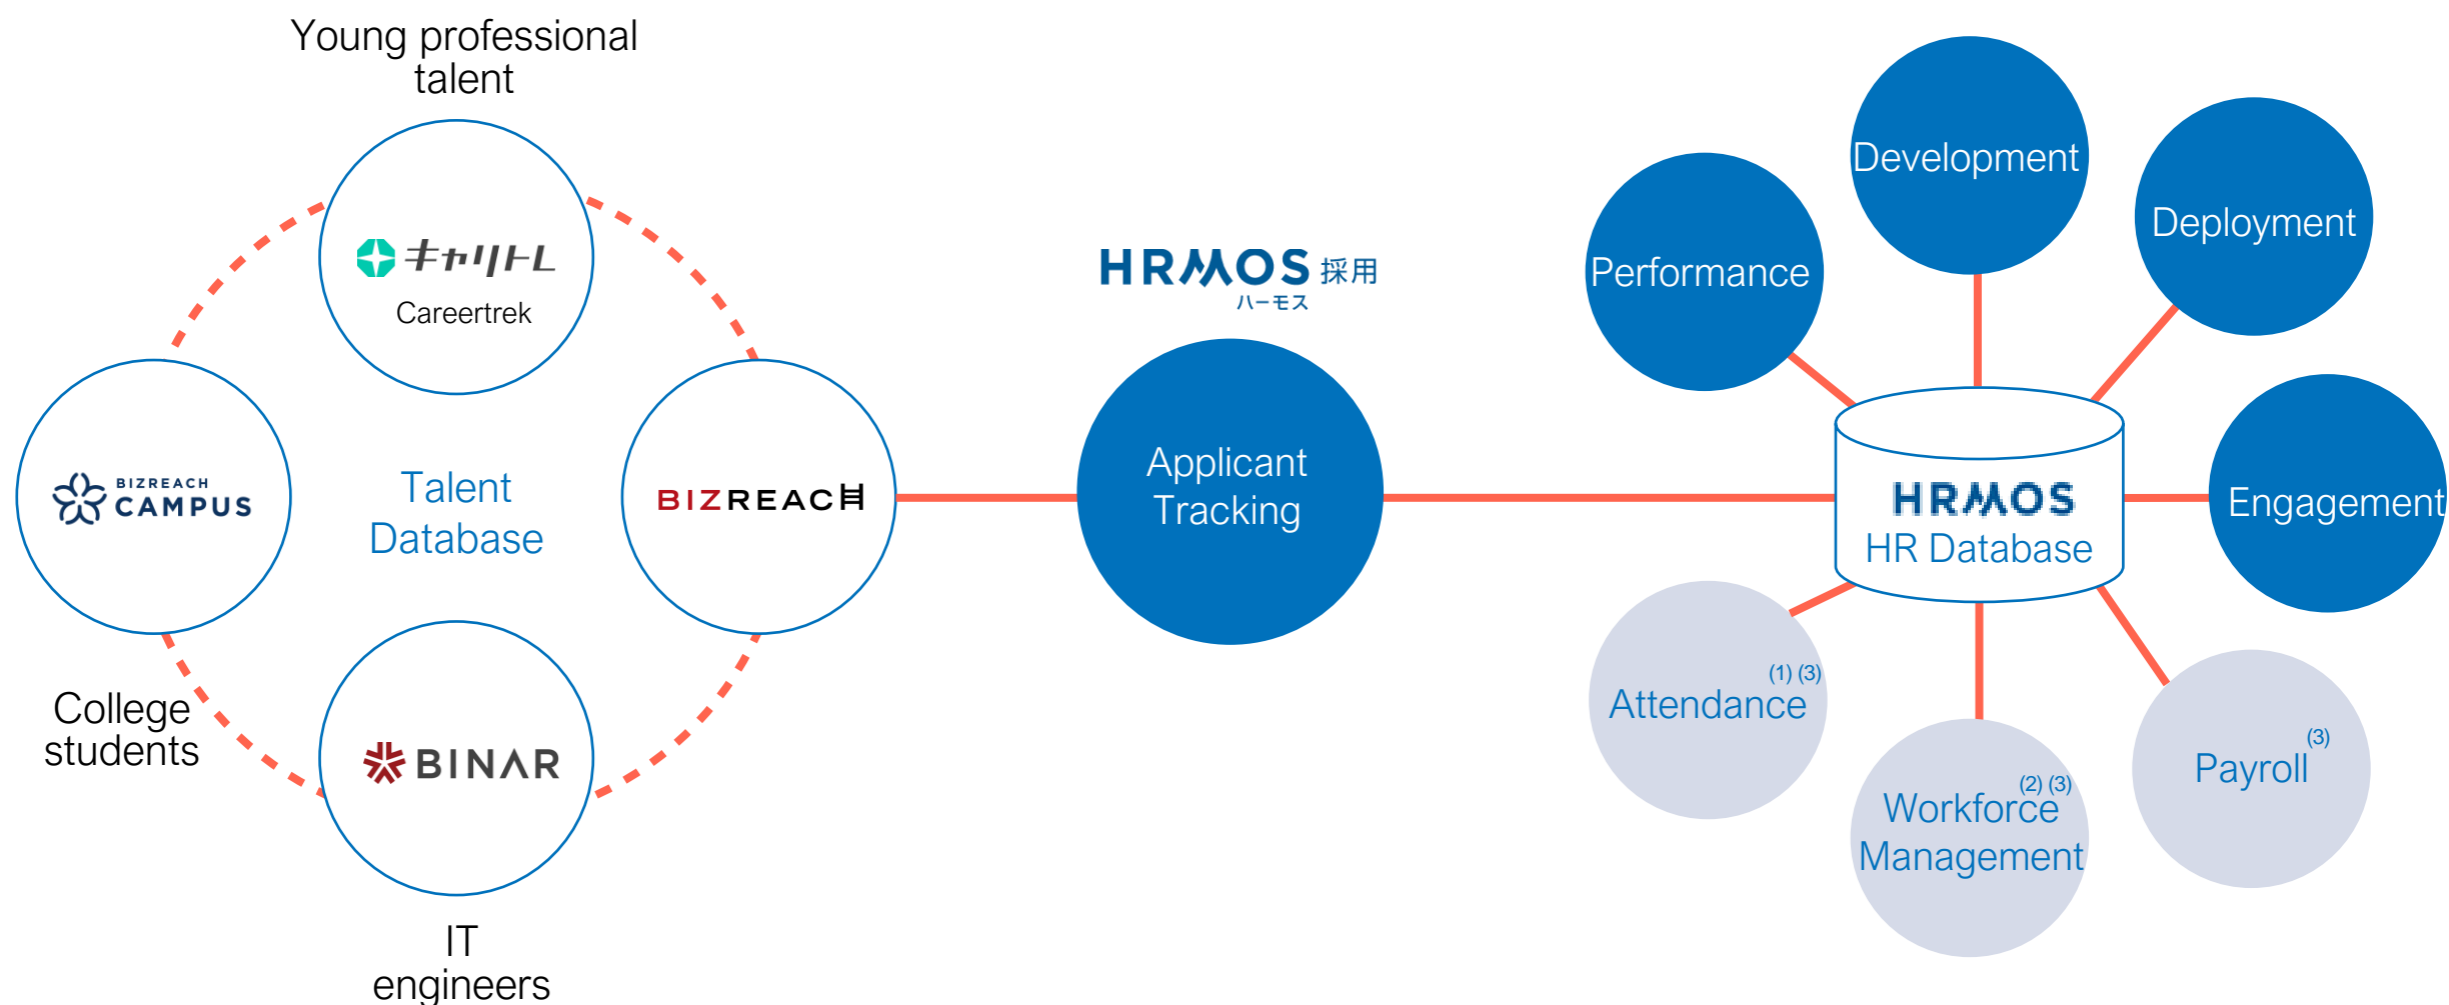 Young professional
talent
キャリトレ
Careertrek
BIZREACH
CAMPUS
Talent
Database
BIZREACH
College
students
BINAR
IT
engineers
HRMOS 採用
ハーモス
Applicant
Tracking
Performance
Development
Deployment
HRMOS
HR Database
Engagement
Attendance (1) (3)
Workforce (2) (3)
Management
Payroll (3)